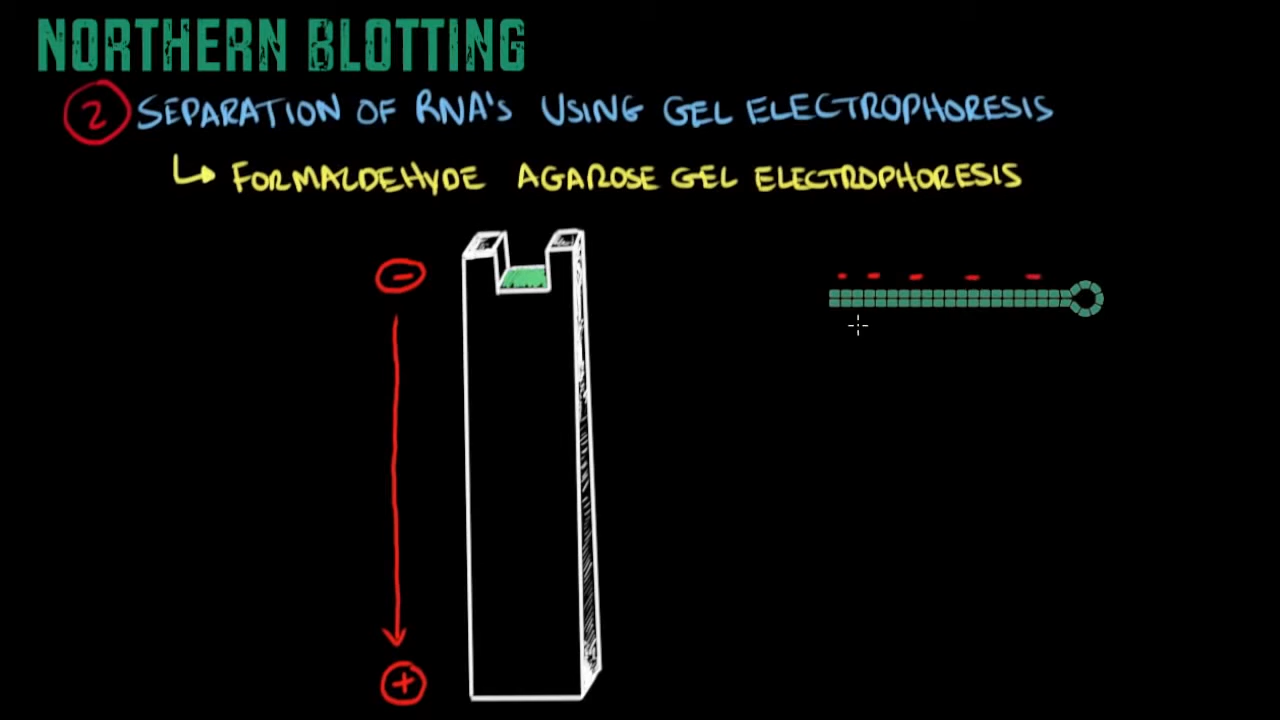 NORTHERN BLOTTING
2 SEPARATION OF RNA'S USING GEL ELECTROPHORESIS
↳ FORMALDEHYDE AGAROSE GEL ELECTROPHORESIS
-
+